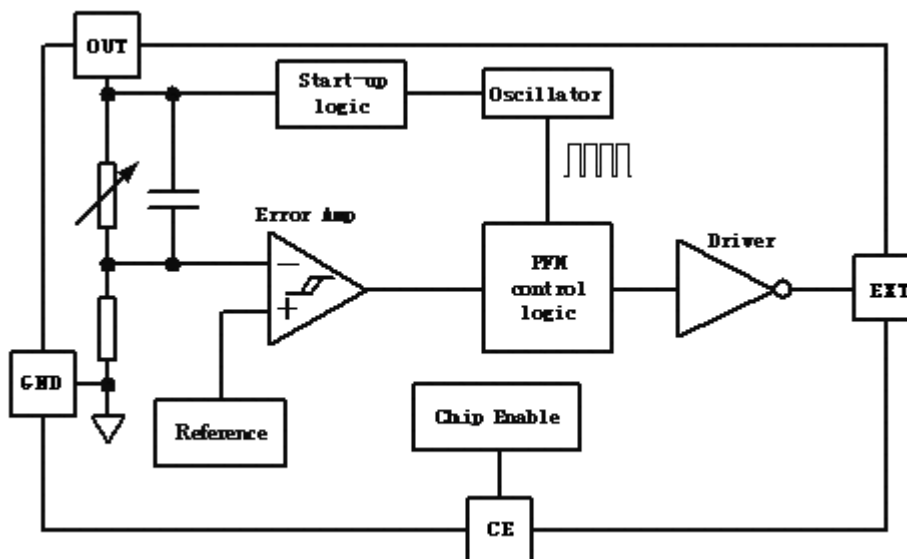 OUT
Start-up
logic
Oscillator
Error Amp
−
+
PFM
control
logic
Driver
EXT
GND
Reference
Chip Enable
CE